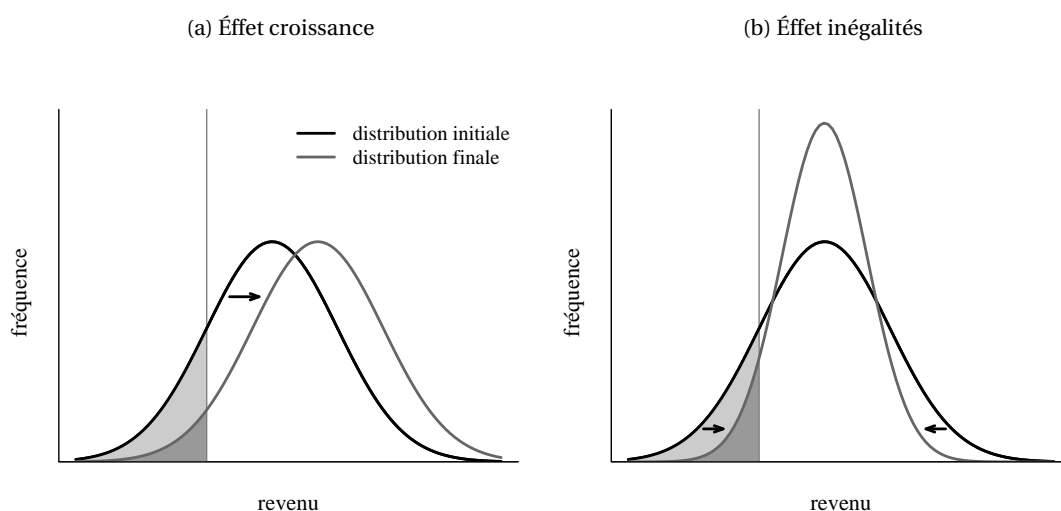 (a) Éffet croissance
(b) Éffet inégalités
distribution initiale
distribution finale
fréquence
revenu
fréquence
revenu